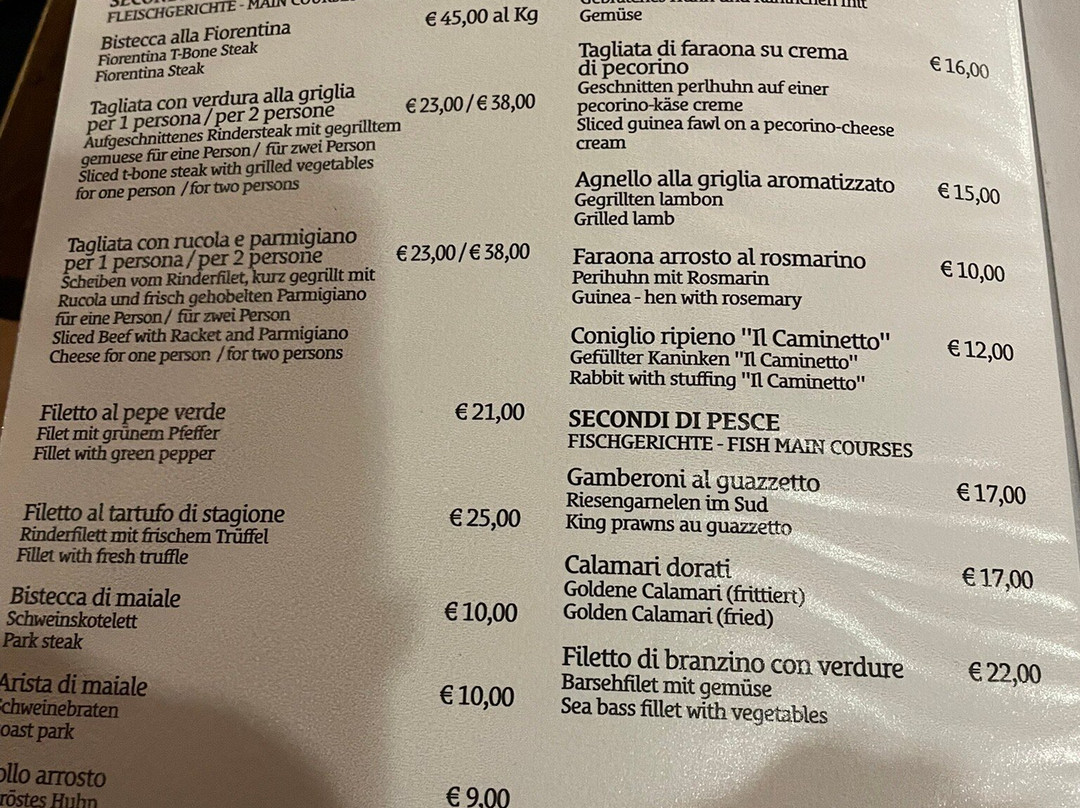 FLEISCHGERICHTE - MAIN COURSES
Bistecca alla Fiorentina
€ 45,00 al Kg
Fiorentina T-Bone Steak
Fiorentina Steak
Tagliata con verdura alla griglia
per 1 persona / per 2 persone
€ 23,00 / € 38,00
Aufgeschnittenes Rindersteak mit gegrilltem
gemuese für eine Person / für zwei Person
Sliced t-bone steak with grilled vegetables
for one person / for two persons
Tagliata con rucola e parmigiano
per 1 persona / per 2 persone
€ 23,00 / € 38,00
Scheiben vom Rinderfilet, kurz gegrillt mit
Rucola und frisch gehobelten Parmigiano
für eine Person / für zwei Person
Sliced Beef with Racket and Parmigiano
Cheese for one person / for two persons
Filetto al pepe verde
€ 21,00
Filet mit grünem Pfeffer
Fillet with green pepper
Filetto al tartufo di stagione
€ 25,00
Rinderfilett mit frischem Trüffel
Fillet with fresh truffle
Bistecca di maiale
€ 10,00
Schweinskotelett
Park steak
Arista di maiale
€ 10,00
chweinebraten
oast park
ollo arrosto
€ 9,00
röstes Huhn
mit
Gemüse
Tagliata di faraona su crema
di pecorino
€ 16,00
Geschnitten perlhuhn auf einer
pecorino-käse creme
Sliced guinea fawl on a pecorino-cheese
cream
Agnello alla griglia aromatizzato
€ 15,00
Gegrillten lambon
Grilled lamb
Faraona arrosto al rosmarino
€ 10,00
Perihuhn mit Rosmarin
Guinea - hen with rosemary
Coniglio ripieno "Il Caminetto"
€ 12,00
Gefüllter Kaninken "Il Caminetto"
Rabbit with stuffing "Il Caminetto"
SECONDI DI PESCE
FISCHGERICHTE - FISH MAIN COURSES
Gamberoni al guazzetto
€ 17,00
Riesengarnelen im Sud
King prawns au guazzetto
Calamari dorati
€ 17,00
Goldene Calamari (frittiert)
Golden Calamari (fried)
Filetto di branzino con verdure
€ 22,00
Barsehfilet mit gemüse
Sea bass fillet with vegetables